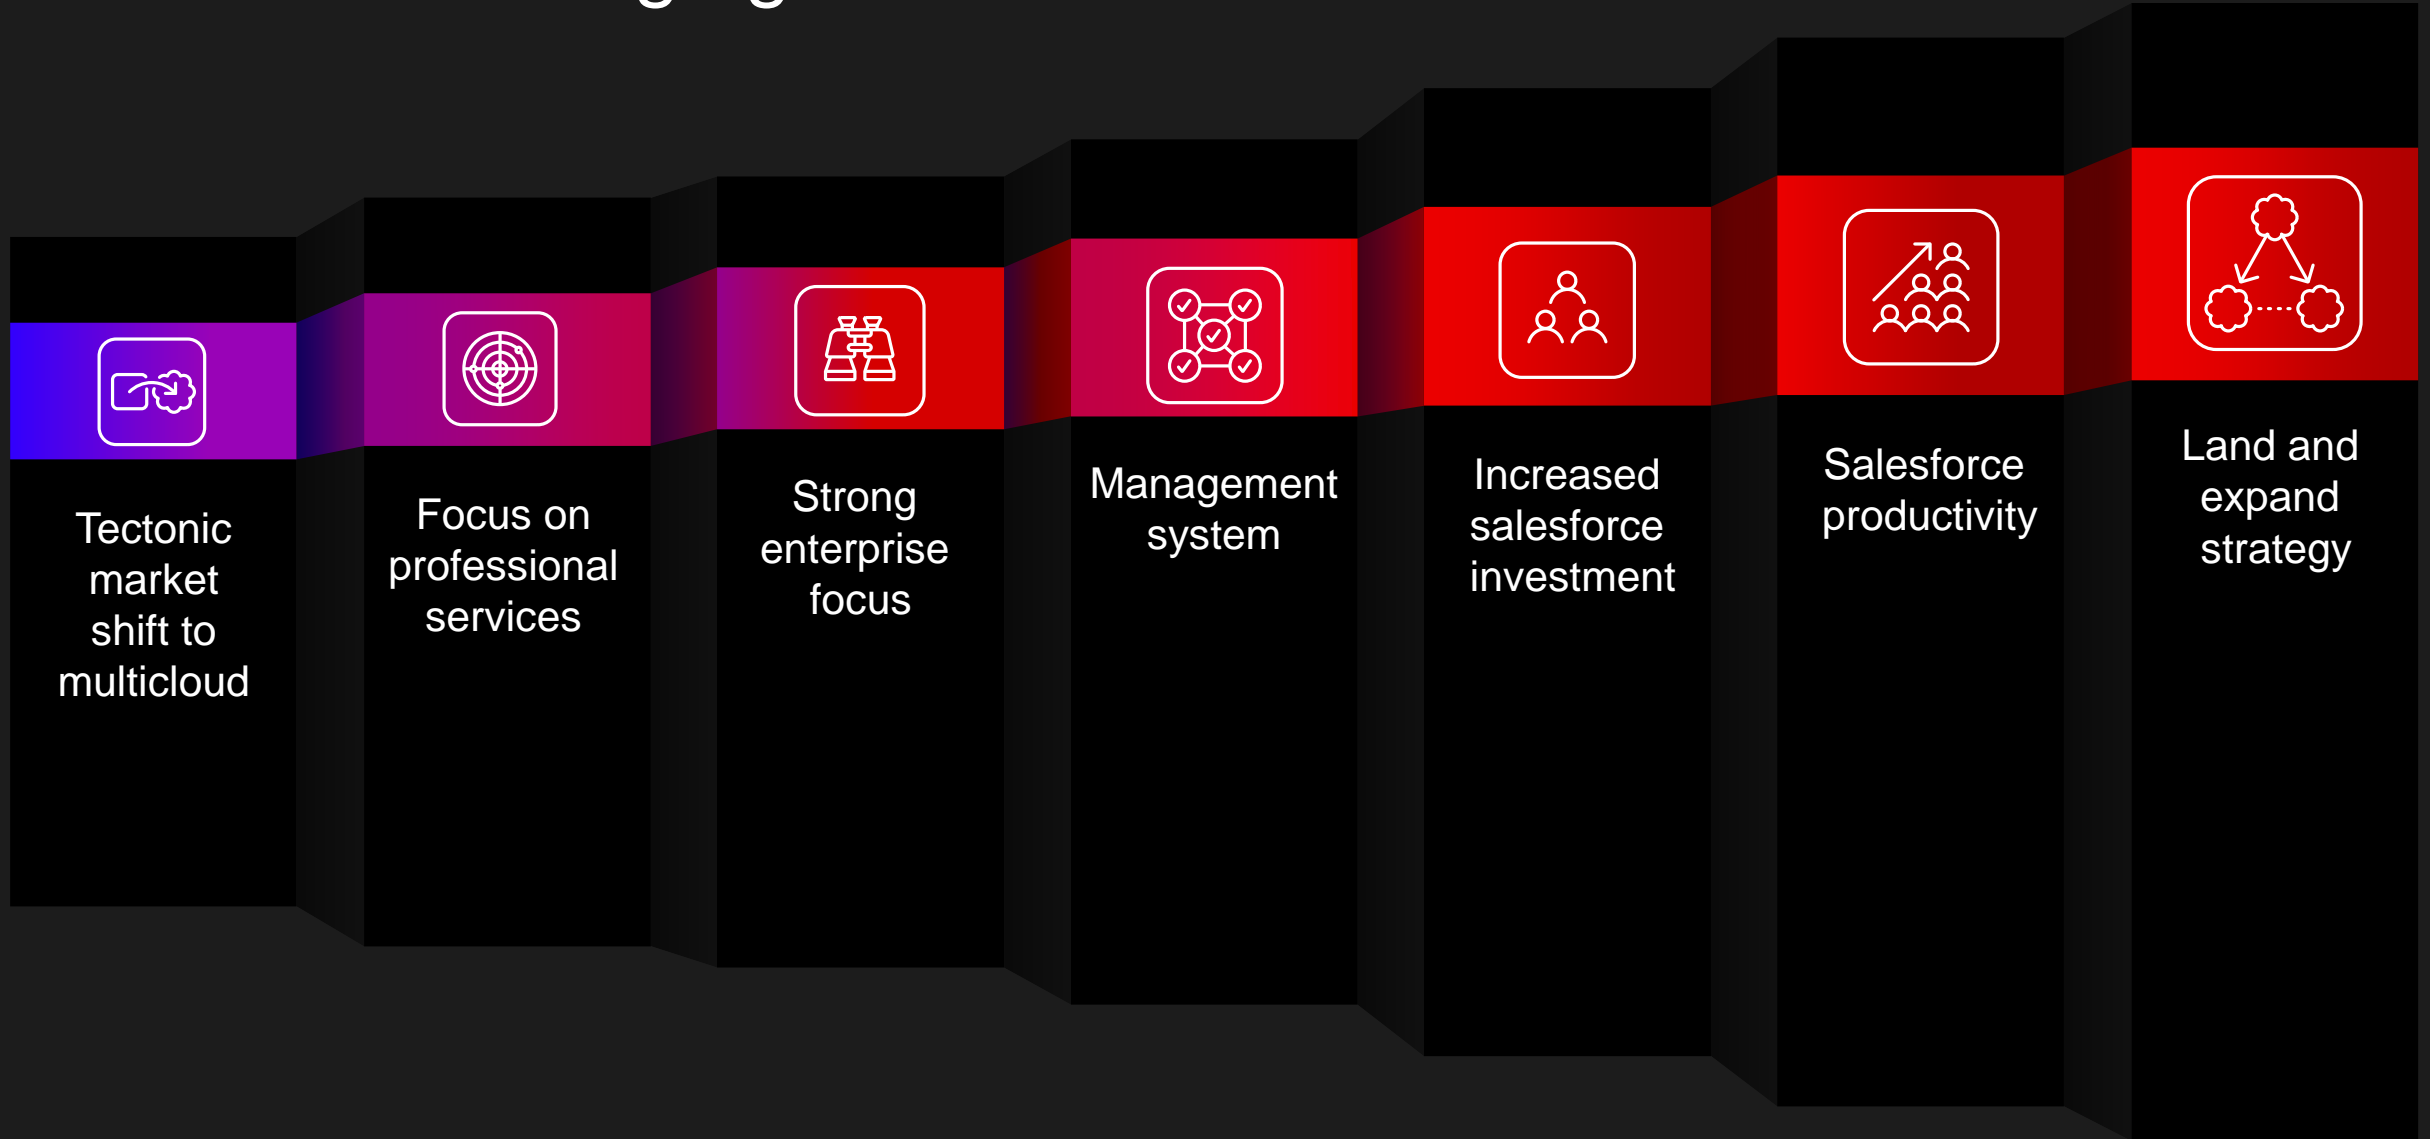 Tectonic
market
shift to
multicloud
Focus on
professional
services
Strong
enterprise
focus
Management
system
Increased
salesforce
investment
Salesforce
productivity
Land and
expand
strategy